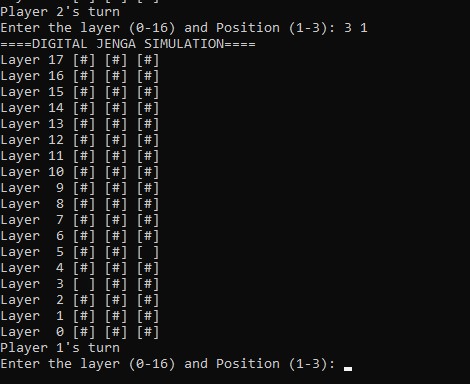 Player 2's turn
Enter the layer (0-16) and Position (1-3): 3 1
====DIGITAL JENGA SIMULATION====
Layer 17 [#] [#] [#]
Layer 16 [#] [#] [#]
Layer 15 [#] [#] [#]
Layer 14 [#] [#] [#]
Layer 13 [#] [#] [#]
Layer 12 [#] [#] [#]
Layer 11 [#] [#] [#]
Layer 10 [#] [#] [#]
Layer  9 [#] [#] [#]
Layer  8 [#] [#] [#]
Layer  7 [#] [#] [#]
Layer  6 [#] [#] [#]
Layer  5 [#] [#] [ ]
Layer  4 [#] [#] [#]
Layer  3 [ ] [#] [#]
Layer  2 [#] [#] [#]
Layer  1 [#] [#] [#]
Layer  0 [#] [#] [#]
Player 1's turn
Enter the layer (0-16) and Position (1-3):